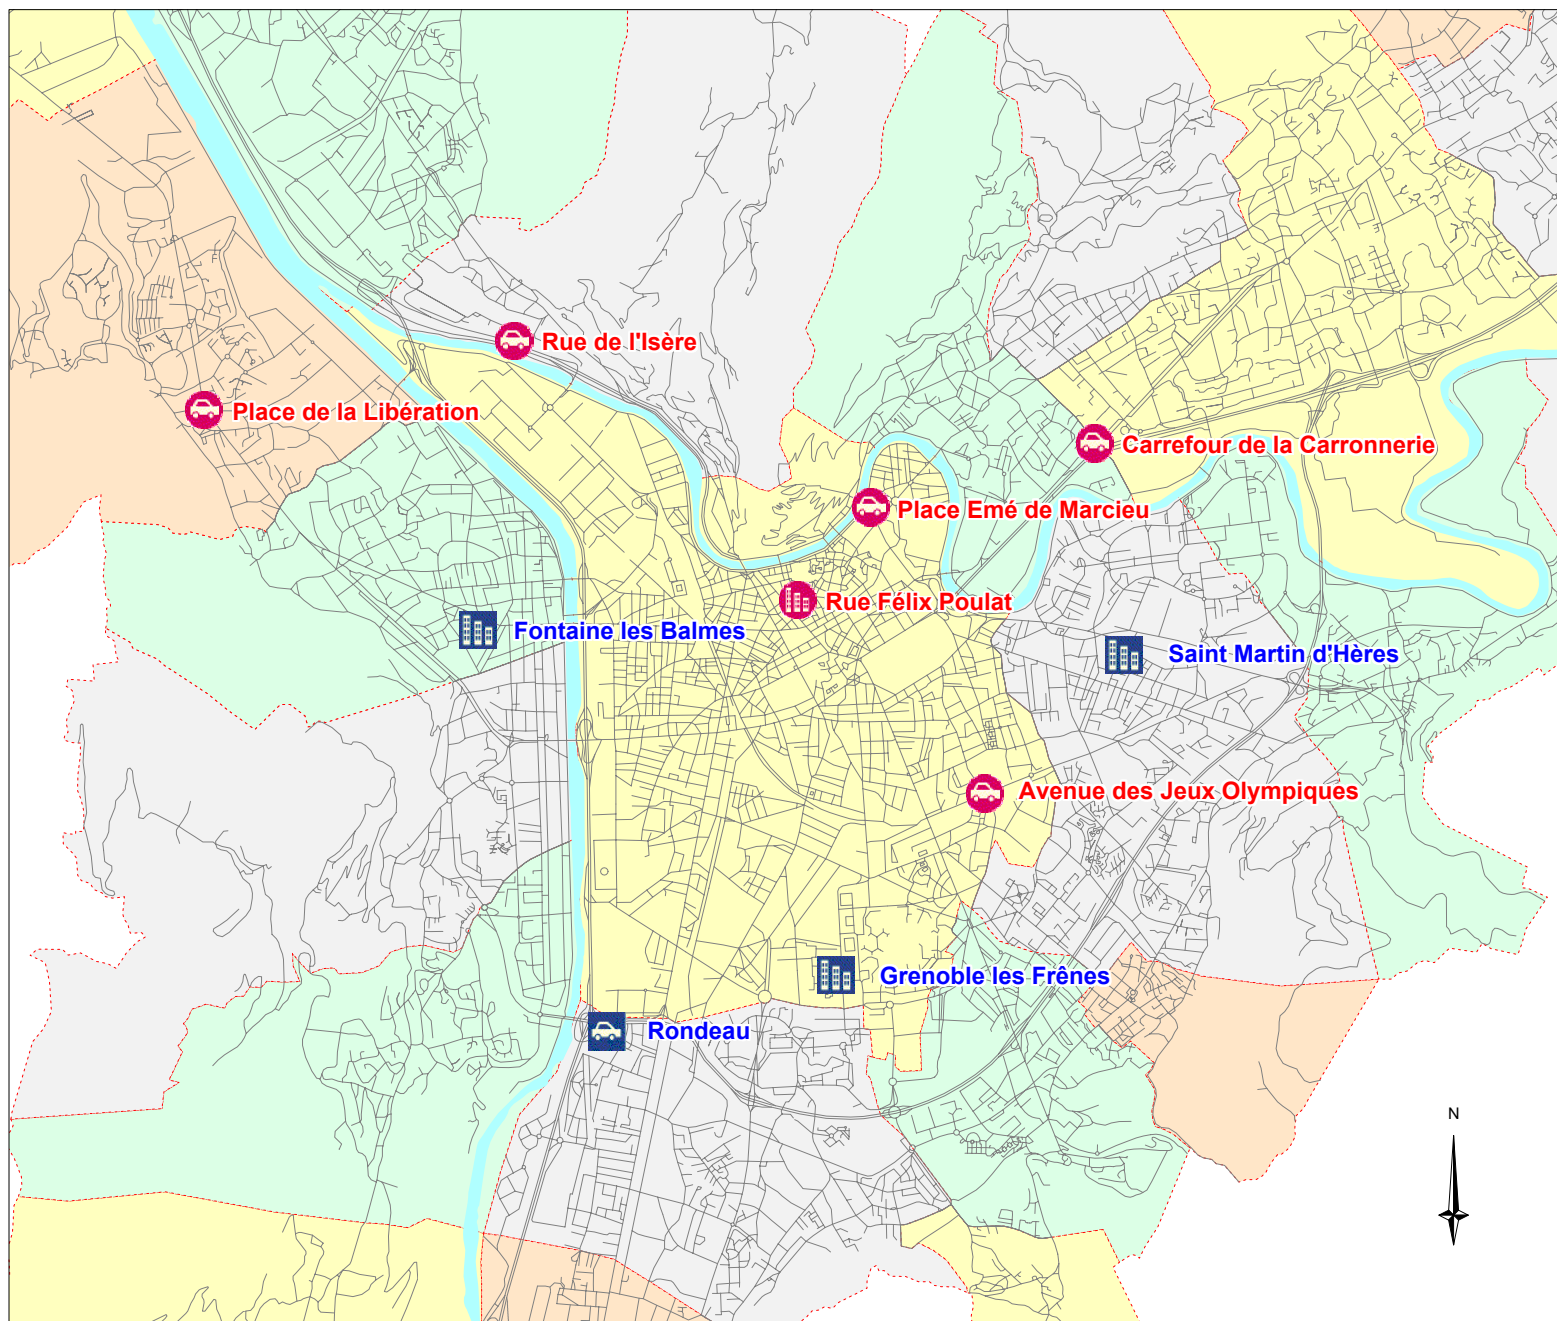 Rue de l'Isère
Place de la Libération
Carrefour de la Carronnerie
Place Emé de Marcieu
Rue Félix Poulat
Fontaine les Balmes
Saint Martin d'Hères
Avenue des Jeux Olympiques
Grenoble les Frênes
Rondeau
N